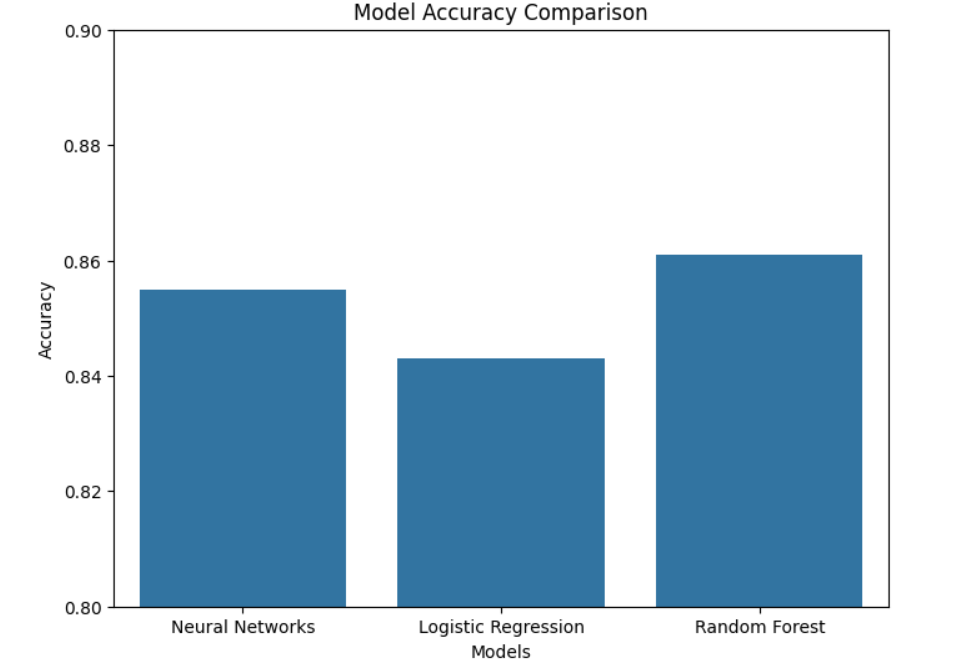 Model Accuracy Comparison
0.90
0.88
0.86
0.84
0.82
0.80
Accuracy
Neural Networks
Logistic Regression
Random Forest
Models